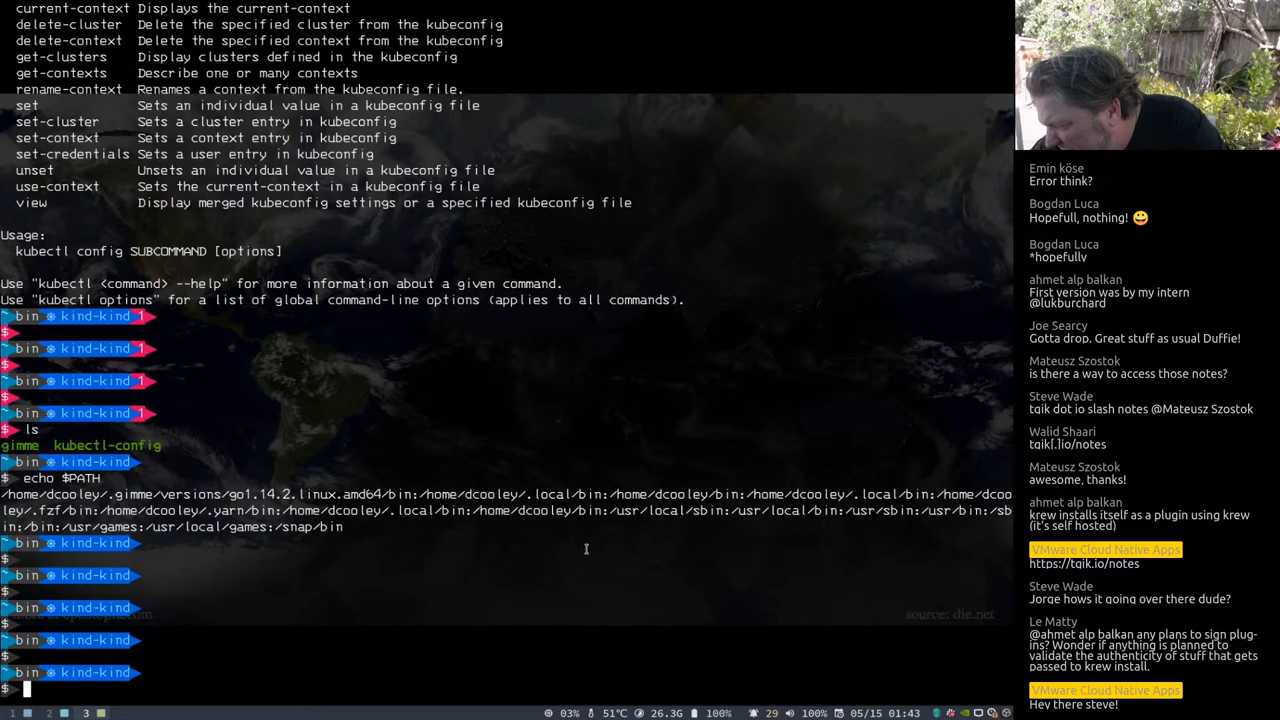 current-context Displays the current-context
delete-cluster  Delete the specified cluster from the kubeconfig
delete-context  Delete the specified context from the kubeconfig
get-clusters    Display clusters defined in the kubeconfig
get-contexts    Describe one or many contexts
rename-context  Renames a context from the kubeconfig file.
set             Sets an individual value in a kubeconfig file
set-cluster     Sets a cluster entry in kubeconfig
set-context     Sets a context entry in kubeconfig
set-credentials Sets a user entry in kubeconfig
unset           Unsets an individual value in a kubeconfig file
use-context     Sets the current-context in a kubeconfig file
view            Display merged kubeconfig settings or a specified kubeconfig file
Usage:
kubectl config SUBCOMMAND [options]
Use "kubectl <command> --help" for more information about a given command.
Use "kubectl options" for a list of global command-line options (applies to all commands).
~ bin ⎈ kind-kind 1
$
~ bin ⎈ kind-kind 1
$
~ bin ⎈ kind-kind 1
$
~ bin ⎈ kind-kind 1
$ ls
gimme  kubectl-config
~ bin ⎈ kind-kind
$ echo $PATH
/home/dcooley/.gimme/versions/go1.14.2.linux.amd64/bin:/home/dcooley/.local/bin:/home/dcooley/bin:/home/dcooley/.local/bin:/home/dcoo
ley/.fzf/bin:/home/dcooley/.yarn/bin:/home/dcooley/.local/bin:/home/dcooley/bin:/usr/local/sbin:/usr/local/bin:/usr/sbin:/usr/bin:/sb
in:/bin:/usr/games:/usr/local/games:/snap/bin
~ bin ⎈ kind-kind
$
~ bin ⎈ kind-kind
$
~ bin ⎈ kind-kind
$
source: die.net
~ bin ⎈ kind-kind
$
~ bin ⎈ kind-kind
$
1 2 3
03% 51°C 26.3G 100% 29 100% 05/15 01:43
Emin köse
Error think?
Bogdan Luca
Hopefull, nothing! 😀
Bogdan Luca
*hopefully
ahmet alp balkan
First version was by my intern
@lukburchard
Joe Searcy
Gotta drop. Great stuff as usual Duffie!
Mateusz Szostok
is there a way to access those notes?
Steve Wade
tgik dot io slash notes @Mateusz Szostok
Walid Shaari
tgik[.]io/notes
Mateusz Szostok
awesome, thanks!
ahmet alp balkan
krew installs itself as a plugin using krew
(it's self hosted)
VMware Cloud Native Apps
https://tgik.io/notes
Steve Wade
Jorge hows it going over there dude?
Le Matty
@ahmet alp balkan any plans to sign plug-
ins? Wonder if anything is planned to
validate the authenticity of stuff that gets
passed to krew install.
VMware Cloud Native Apps
Hey there steve!